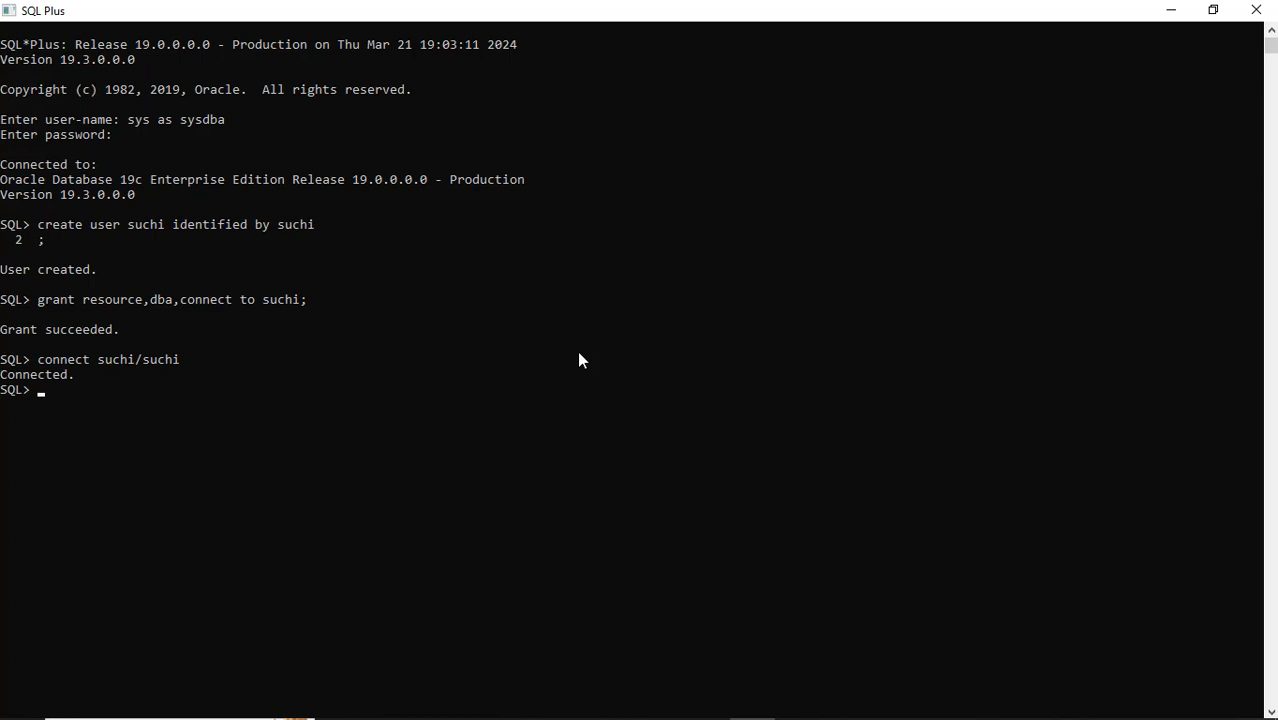 SQL Plus
SQL*Plus: Release 19.0.0.0.0 - Production on Thu Mar 21 19:03:11 2024
Version 19.3.0.0.0
Copyright (c) 1982, 2019, Oracle.  All rights reserved.
Enter user-name: sys as sysdba
Enter password:
Connected to:
Oracle Database 19c Enterprise Edition Release 19.0.0.0.0 - Production
Version 19.3.0.0.0
SQL> create user suchi identified by suchi
  2  ;
User created.
SQL> grant resource,dba,connect to suchi;
Grant succeeded.
SQL> connect suchi/suchi
Connected.
SQL>